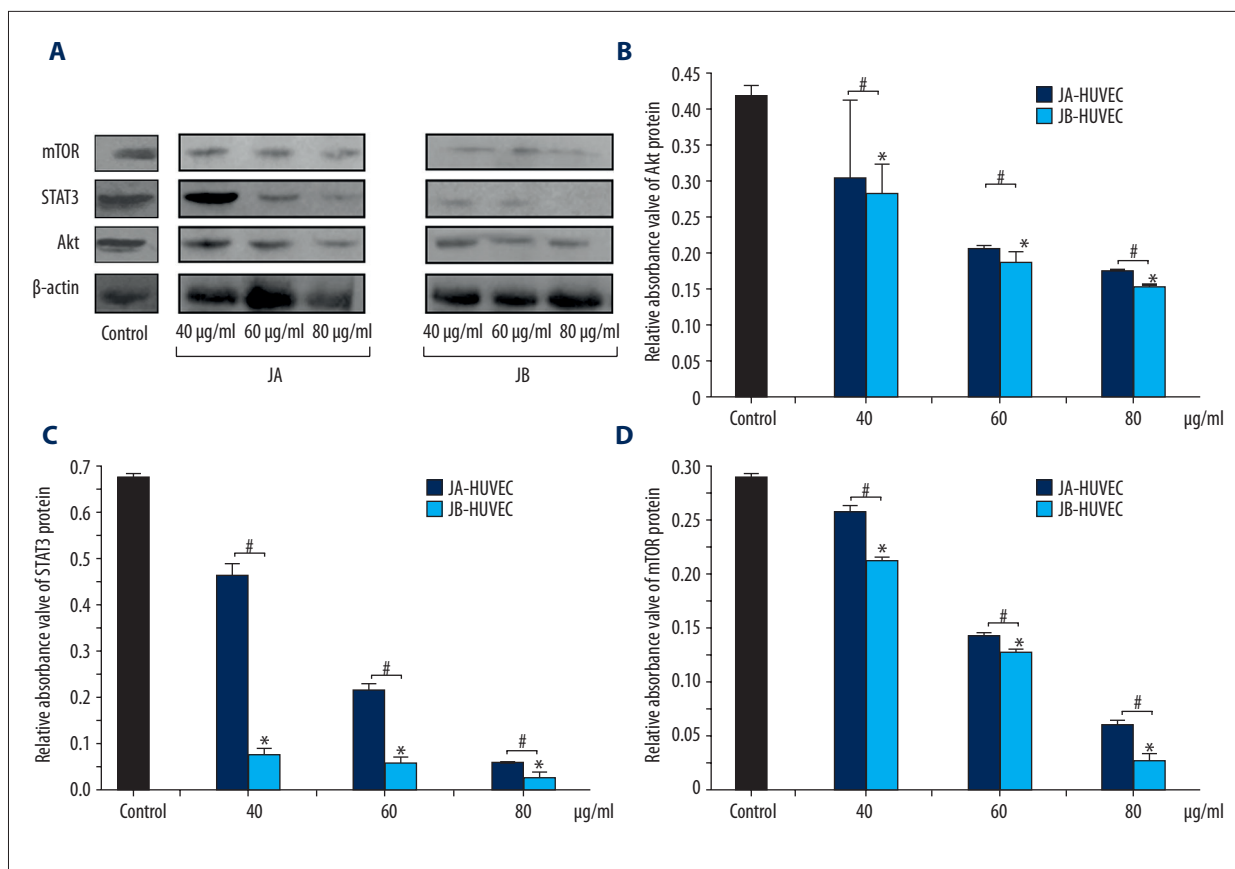 A
mTOR
STAT3
Akt
β-actin
Control
40 µg/ml 60 µg/ml 80 µg/ml
JA
40 µg/ml 60 µg/ml 80 µg/ml
JB
B
Relative absorbance valve of Akt protein
0.45
0.40
0.35
0.30
0.25
0.20
0.15
0.10
0.05
0
JA-HUVEC
JB-HUVEC
#
*
#
*
#
*
Control 40 60 80 µg/ml
C
Relative absorbance valve of STAT3 protein
0.7
0.5
0.4
0.3
0.2
0.1
0.0
JA-HUVEC
JB-HUVEC
#
*
#
*
#
*
Control 40 60 80 µg/ml
D
Relative absorbance valve of mTOR protein
0.30
0.25
0.20
0.15
0.10
0.05
0
JA-HUVEC
JB-HUVEC
#
*
#
*
#
*
Control 40 60 80 µg/ml